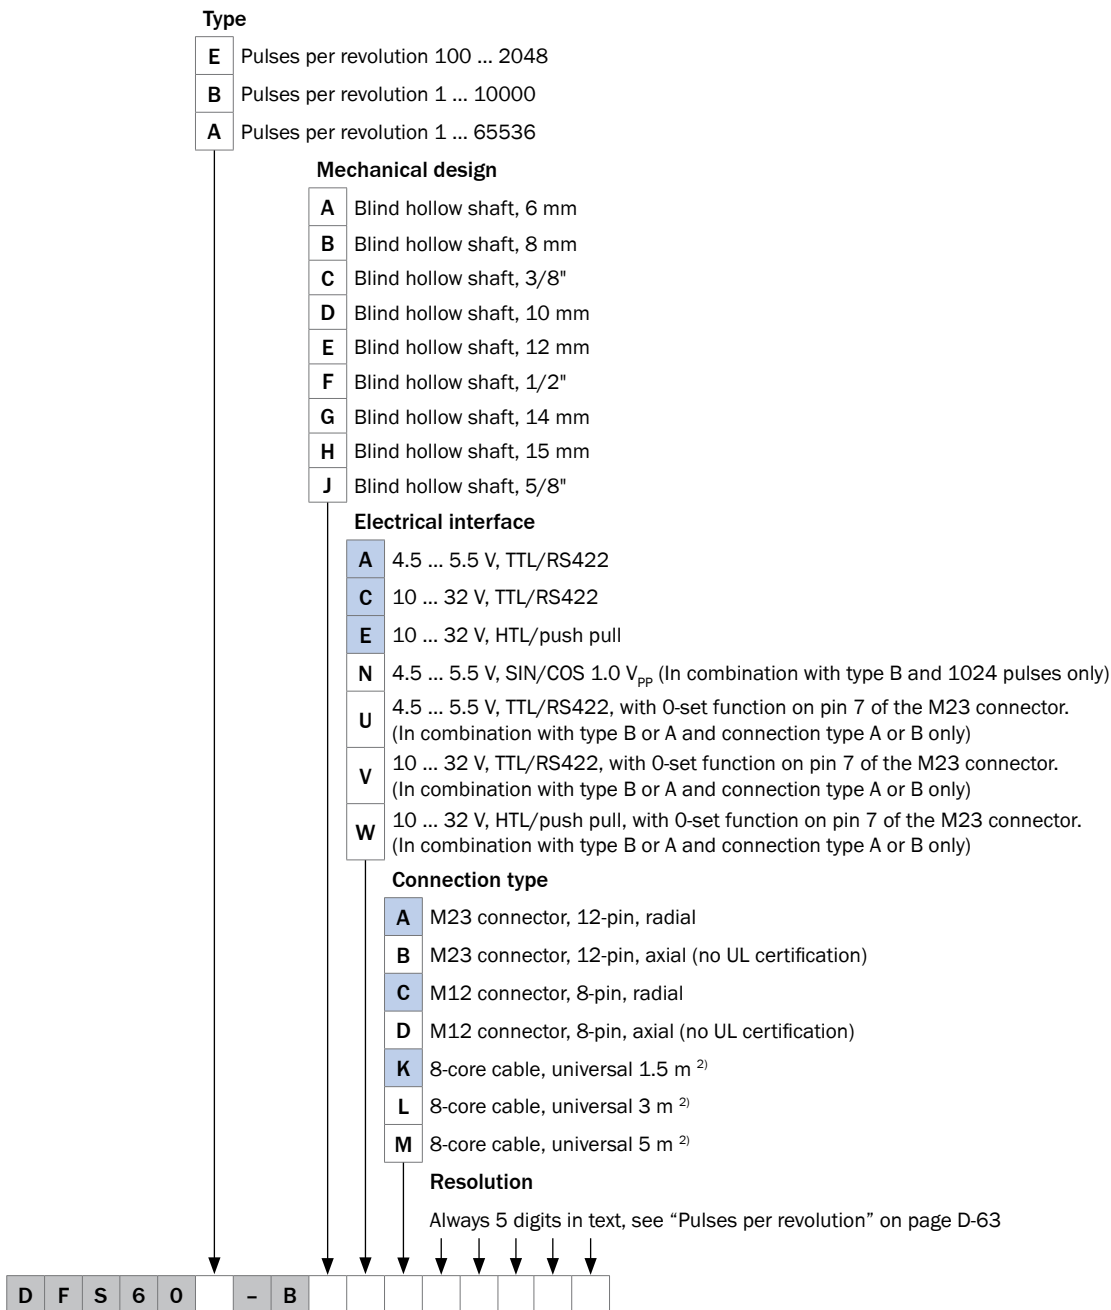 Type
E Pulses per revolution 100 ... 2048
B Pulses per revolution 1 ... 10000
A Pulses per revolution 1 ... 65536
Mechanical design
A Blind hollow shaft, 6 mm
B Blind hollow shaft, 8 mm
C Blind hollow shaft, 3/8"
D Blind hollow shaft, 10 mm
E Blind hollow shaft, 12 mm
F Blind hollow shaft, 1/2"
G Blind hollow shaft, 14 mm
H Blind hollow shaft, 15 mm
J Blind hollow shaft, 5/8"
Electrical interface
A 4.5 ... 5.5 V, TTL/RS422
C 10 ... 32 V, TTL/RS422
E 10 ... 32 V, HTL/push pull
N 4.5 ... 5.5 V, SIN/COS 1.0 VPP (In combination with type B and 1024 pulses only)
U 4.5 ... 5.5 V, TTL/RS422, with 0-set function on pin 7 of the M23 connector.
(In combination with type B or A and connection type A or B only)
V 10 ... 32 V, TTL/RS422, with 0-set function on pin 7 of the M23 connector.
(In combination with type B or A and connection type A or B only)
W 10 ... 32 V, HTL/push pull, with 0-set function on pin 7 of the M23 connector.
(In combination with type B or A and connection type A or B only)
Connection type
A M23 connector, 12-pin, radial
B M23 connector, 12-pin, axial (no UL certification)
C M12 connector, 8-pin, radial
D M12 connector, 8-pin, axial (no UL certification)
K 8-core cable, universal 1.5 m 2)
L 8-core cable, universal 3 m 2)
M 8-core cable, universal 5 m 2)
Resolution
Always 5 digits in text, see “Pulses per revolution” on page D-63
D F S 6 0 – B